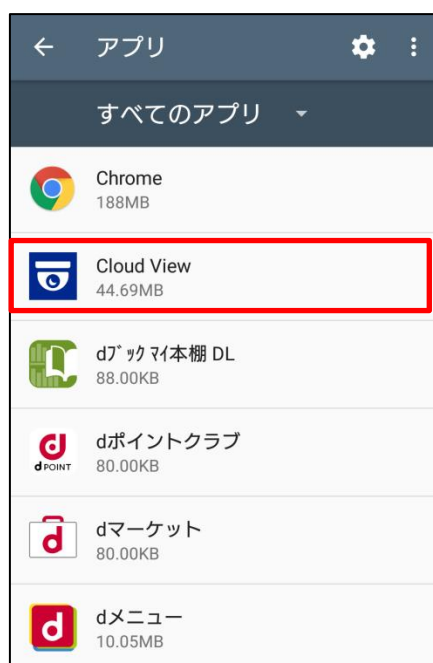 アプリ
すべてのアプリ
Chrome
188MB
Cloud View
44.69MB
dﾌﾞｯｸ ﾏｲ本棚 DL
88.00KB
dポイントクラブ
d POINT
80.00KB
dマーケット
80.00KB
dメニュー
10.05MB